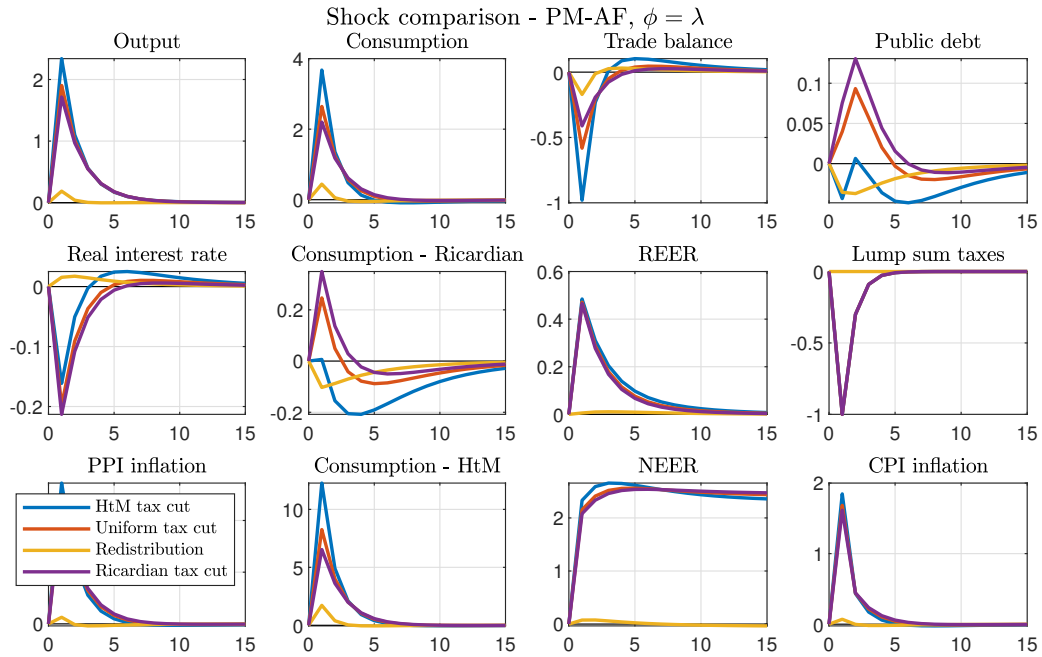 Shock comparison - PM-AF, ϕ = λ
Output
Consumption
Trade balance
Public debt
2
1
0
0 5 10 15
4
2
0
0 5 10 15
0
-0.5
-1
0 5 10 15
0.1
0.05
0
0 5 10 15
Real interest rate
Consumption - Ricardian
REER
Lump sum taxes
0
-0.1
-0.2
0 5 10 15
0.2
0
-0.2
0 5 10 15
0.6
0.4
0.2
0
0 5 10 15
0
-0.5
-1
0 5 10 15
PPI inflation
Consumption - HtM
NEER
CPI inflation
HtM tax cut
Uniform tax cut
Redistribution
Ricardian tax cut
0
0 5 10 15
10
5
0
0 5 10 15
2
1
0
0 5 10 15
2
1
0
0 5 10 15